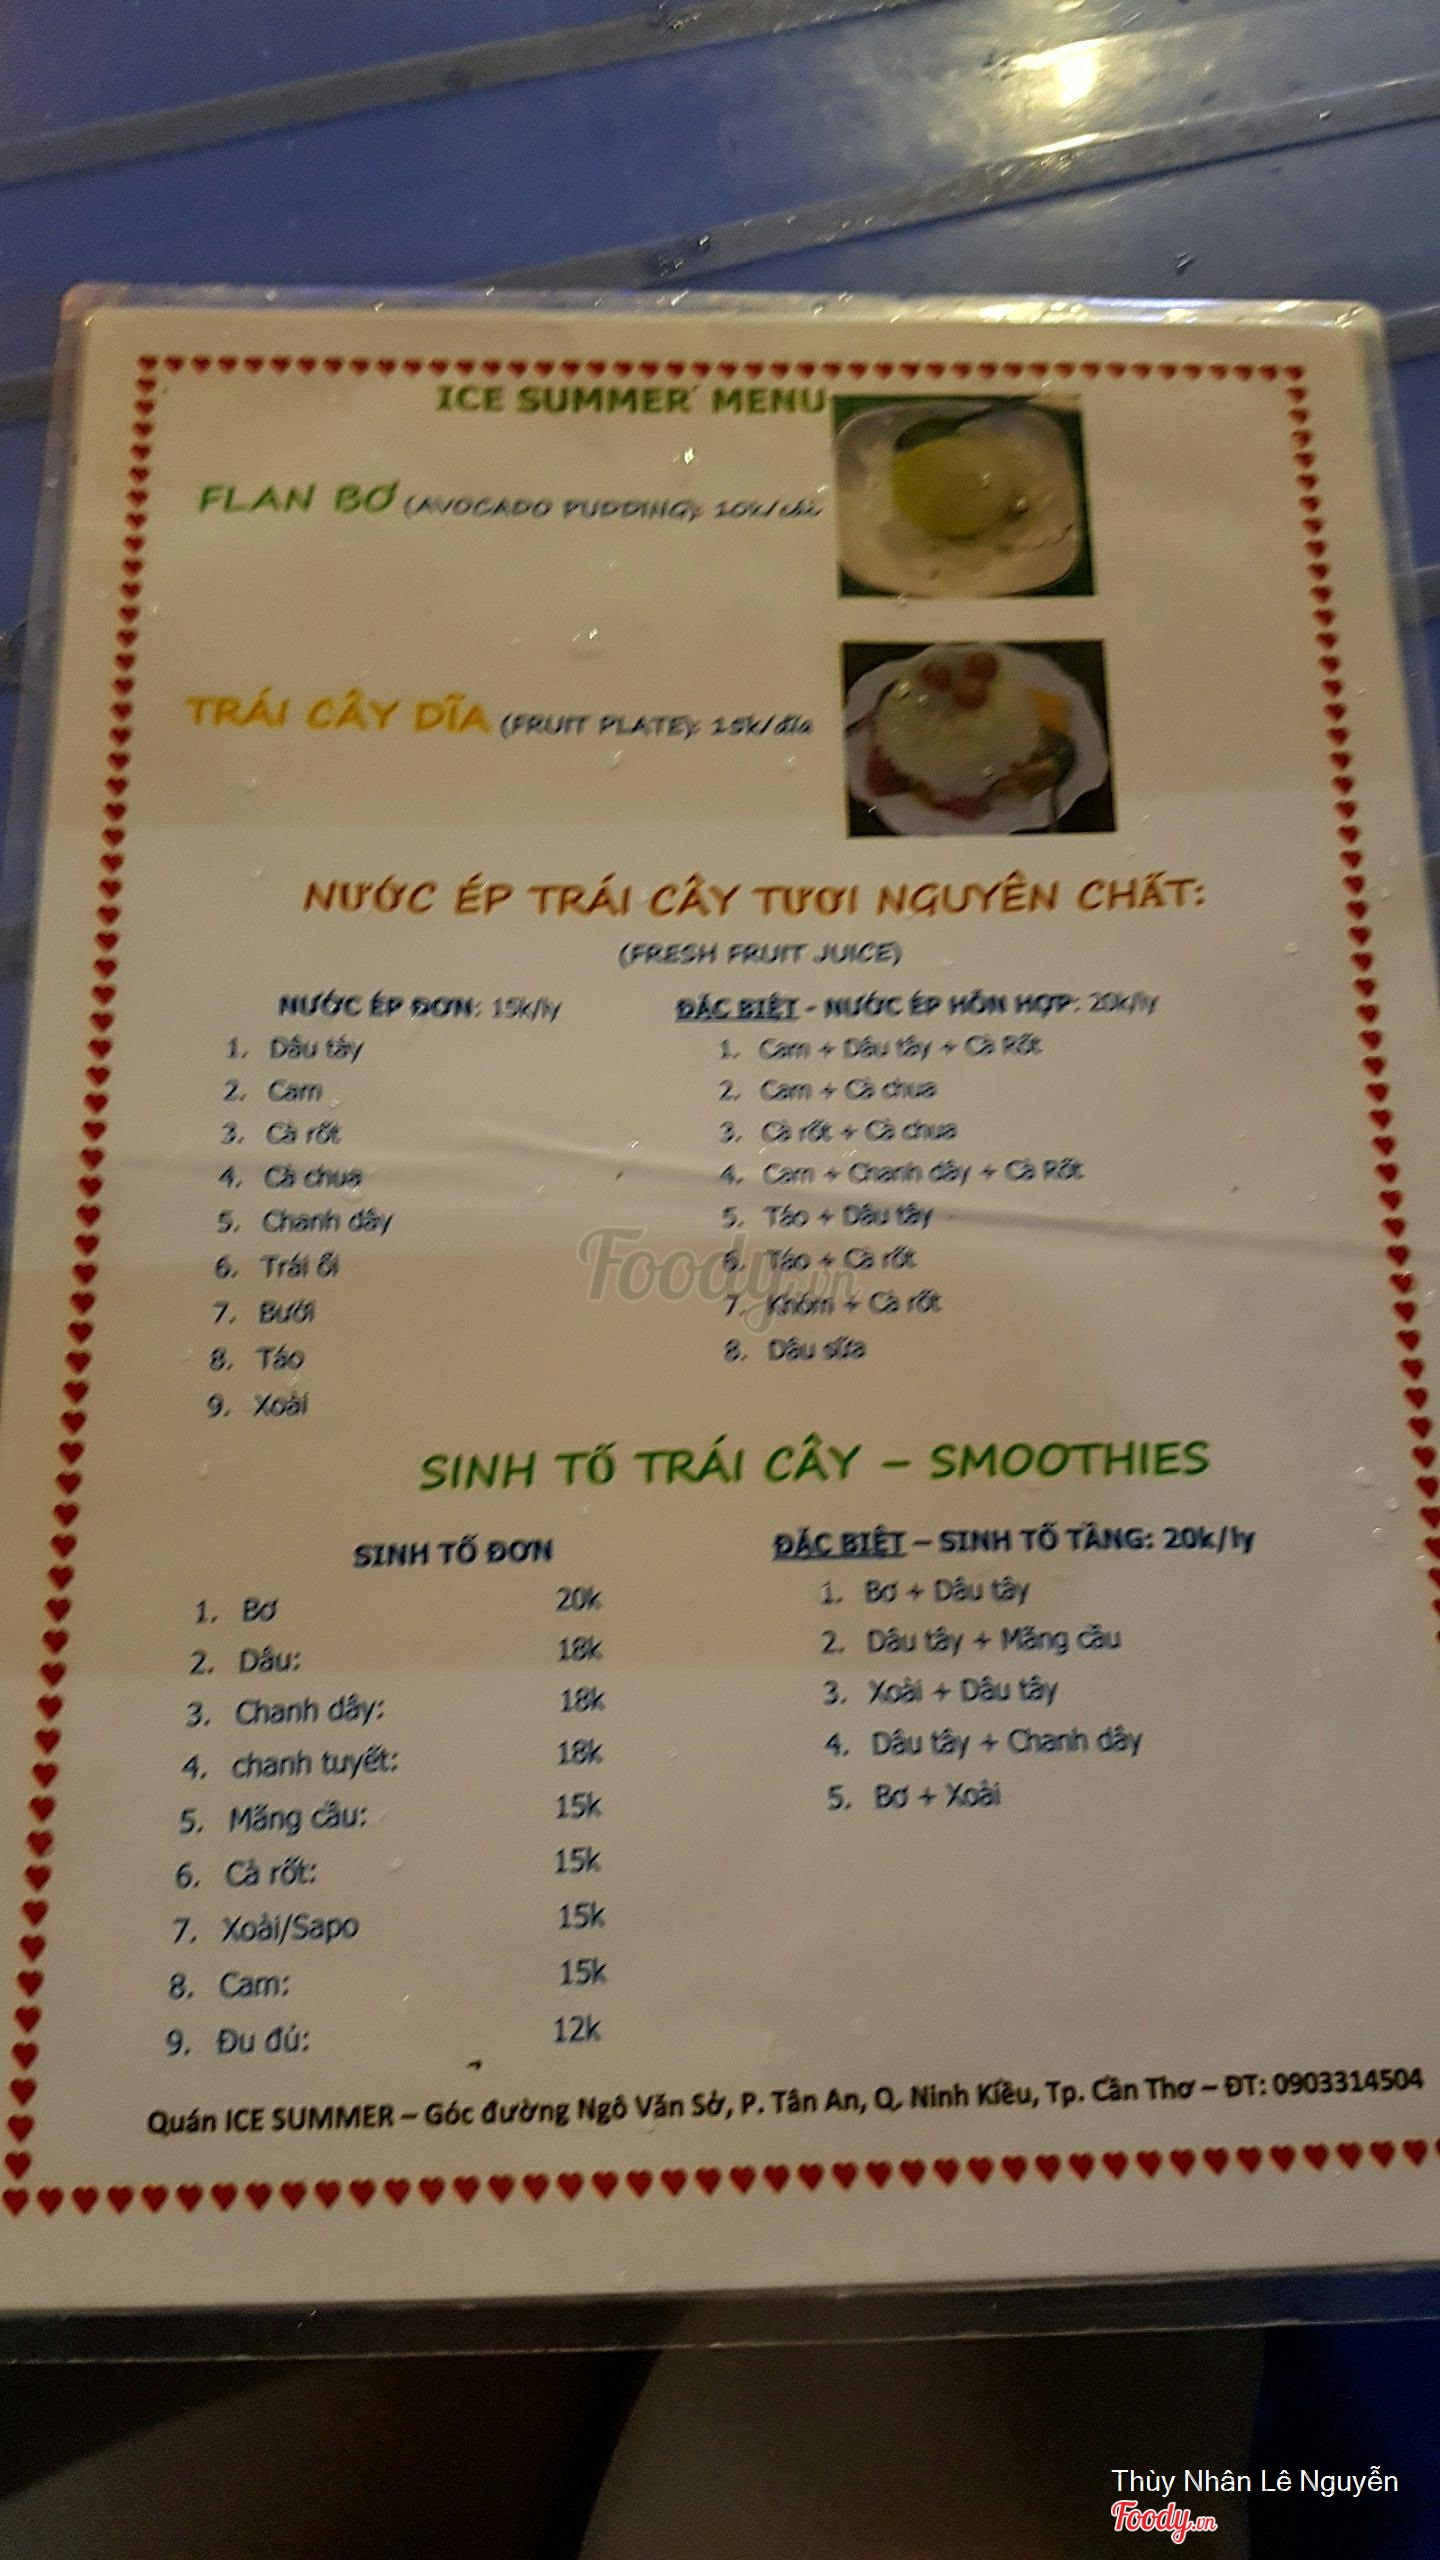 ICE SUMMER' MENU
FLAN BƠ (AVOCADO PUDDING): 10k/cái
TRÁI CÂY DĨA (FRUIT PLATE): 15k/dĩa
NƯỚC ÉP TRÁI CÂY TƯƠI NGUYÊN CHẤT:
(FRESH FRUIT JUICE)
NƯỚC ÉP ĐƠN: 15k/ly
1. Dâu tây
2. Cam
3. Cà rốt
4. Cà chua
5. Chanh dây
6. Trái ổi
7. Bưởi
8. Táo
9. Xoài
ĐẶC BIỆT - NƯỚC ÉP HỖN HỢP: 20k/ly
1. Cam + Dâu tây + Cà Rốt
2. Cam + Cà chua
3. Cà rốt + Cà chua
4. Cam + Chanh dây + Cà Rốt
5. Táo + Dâu tây
6. Táo + Cà rốt
7. Khóm + Cà rốt
8. Dâu sữa
Foody.vn
SINH TỐ TRÁI CÂY – SMOOTHIES
SINH TỐ ĐƠN
1. Bơ 20k
2. Dâu: 18k
3. Chanh dây: 18k
4. chanh tuyết: 18k
5. Mãng cầu: 15k
6. Cà rốt: 15k
7. Xoài/Sapo 15k
8. Cam: 15k
9. Đu đủ: 12k
ĐẶC BIỆT – SINH TỐ TẦNG: 20k/ly
1. Bơ + Dâu tây
2. Dâu tây + Mãng cầu
3. Xoài + Dâu tây
4. Dâu tây + Chanh dây
5. Bơ + Xoài
Quán ICE SUMMER – Góc đường Ngô Văn Sở, P. Tân An, Q. Ninh Kiều, Tp. Cần Thơ – ĐT: 0903314504
Thùy Nhân Lê Nguyễn
Foody.vn